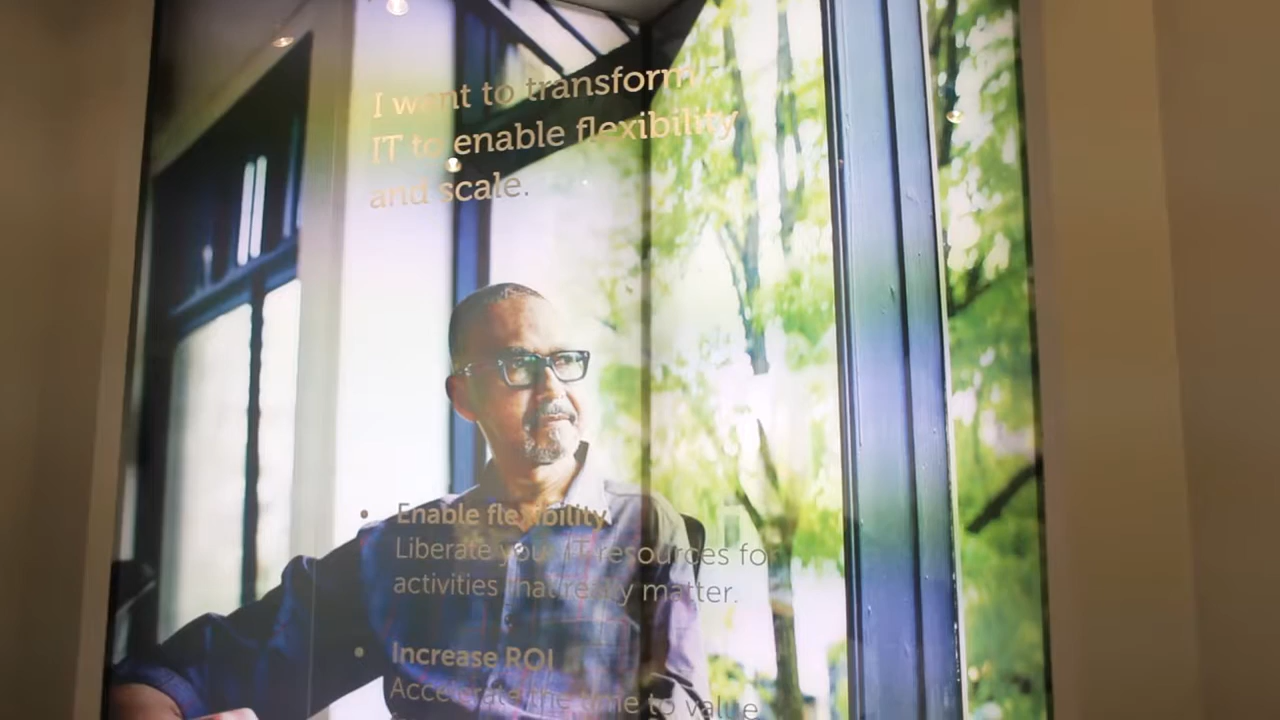 I want to transform
IT to enable flexibility
and scale.
• Enable flexibility
Liberate your IT resources for
activities that really matter.
• Increase ROI
Accelerate the time to value